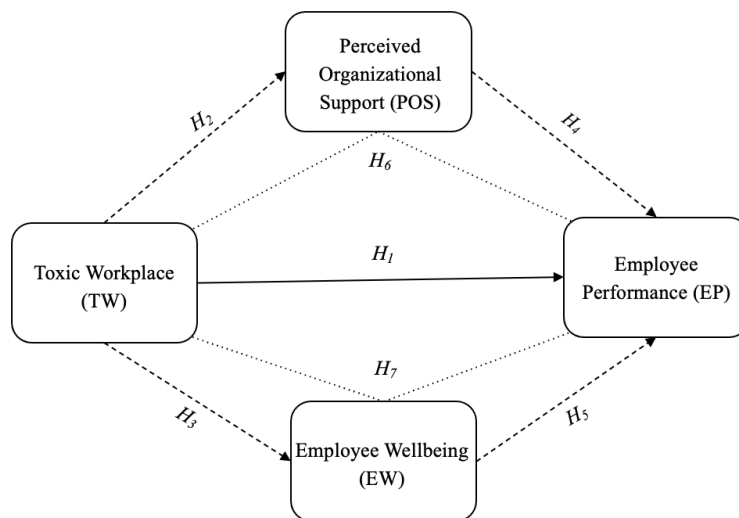 Perceived
Organizational
Support (POS)
H2
H4
H6
Toxic Workplace
(TW)
H1
Employee
Performance (EP)
H7
H3
H5
Employee Wellbeing
(EW)